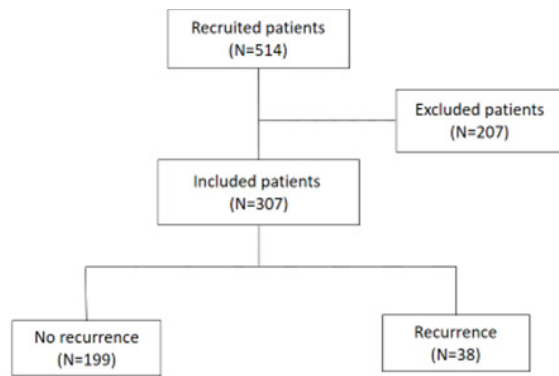 Recruited patients
(N=514)
Excluded patients
(N=207)
Included patients
(N=307)
No recurrence
(N=199)
Recurrence
(N=38)